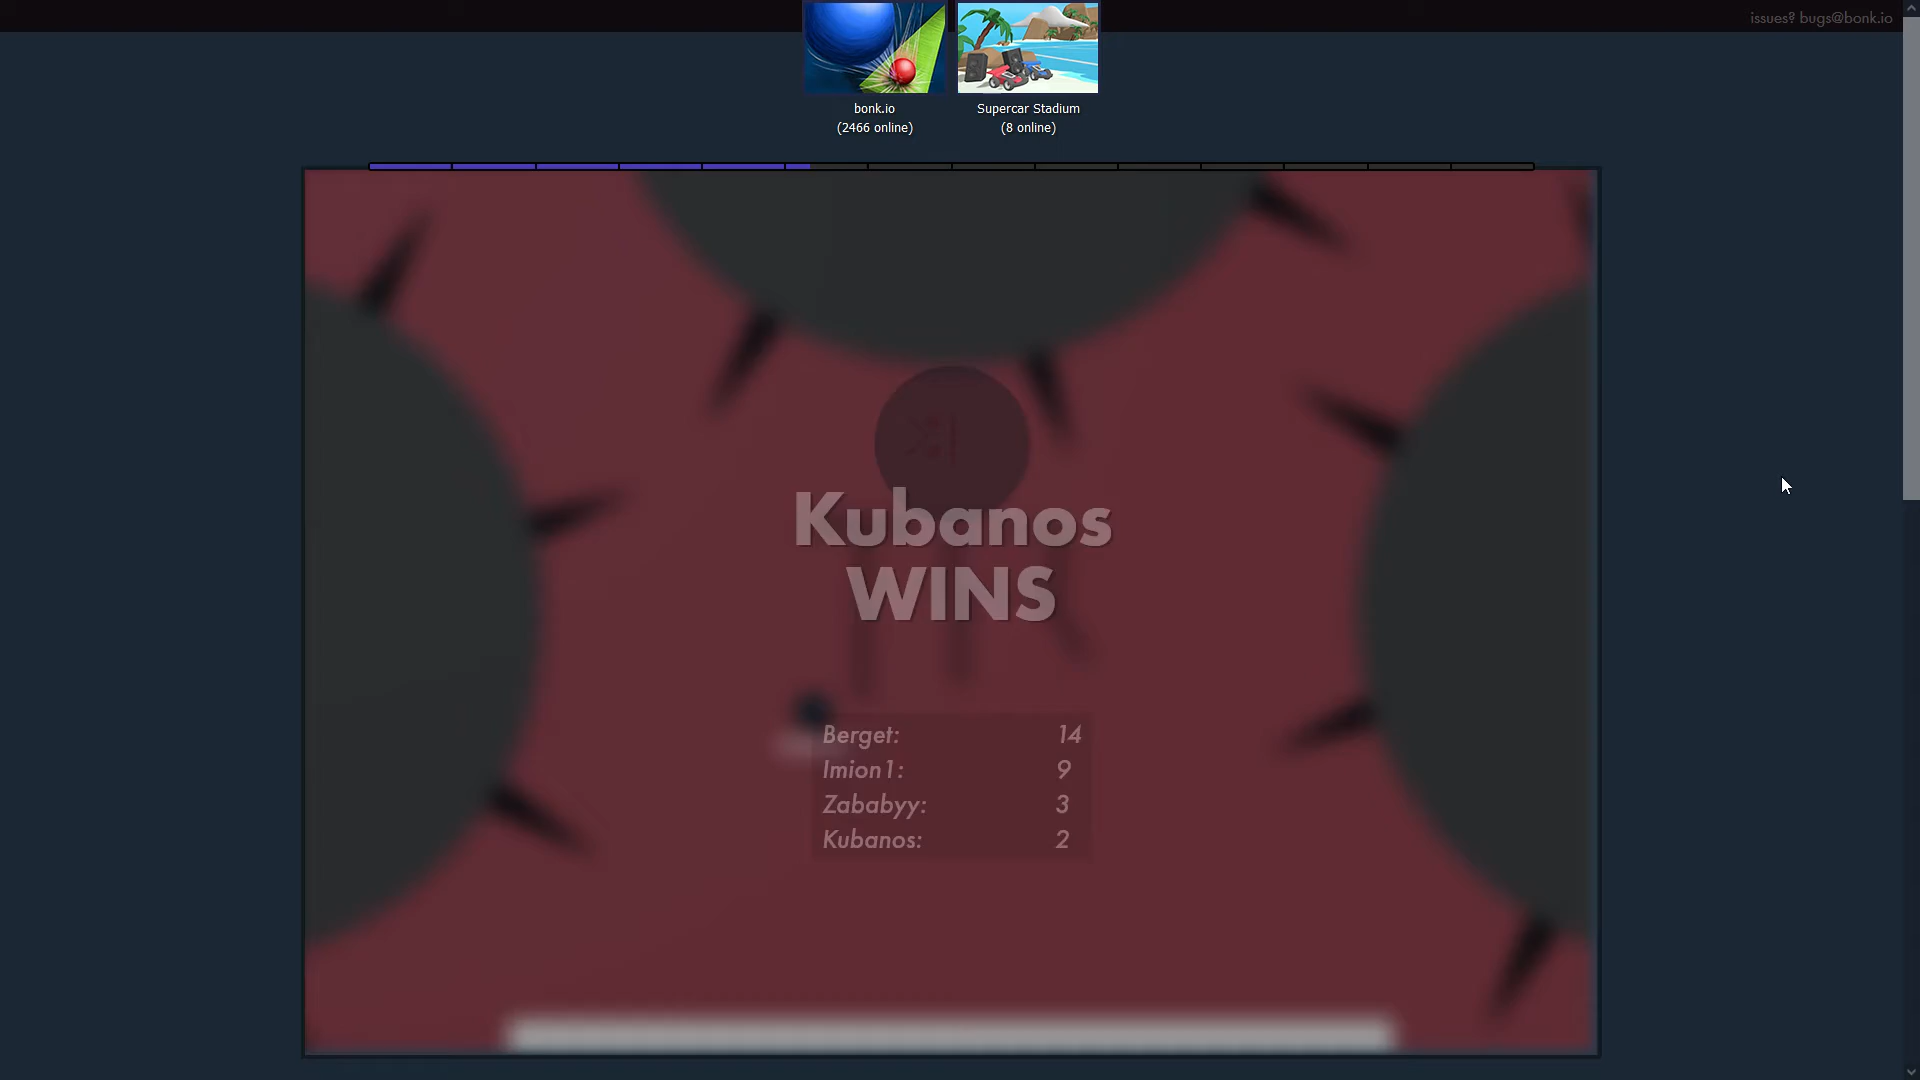 issues? bugs@bonk.io
bonk.io
(2466 online)
Supercar Stadium
(8 online)
Kubanos
WINS
Berget: 14
Imion1: 9
Zababyy: 3
Kubanos: 2